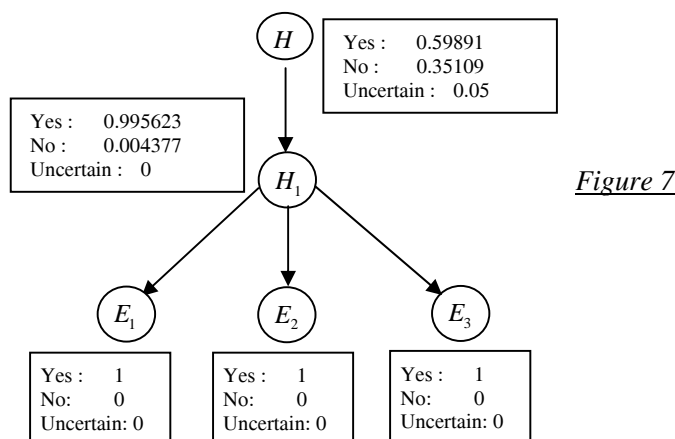 H
Yes : 0.59891
No : 0.35109
Uncertain : 0.05
Yes : 0.995623
No : 0.004377
Uncertain : 0
H1
Figure 7
E1
E2
E3
Yes : 1
No: 0
Uncertain: 0
Yes : 1
No: 0
Uncertain: 0
Yes : 1
No: 0
Uncertain: 0